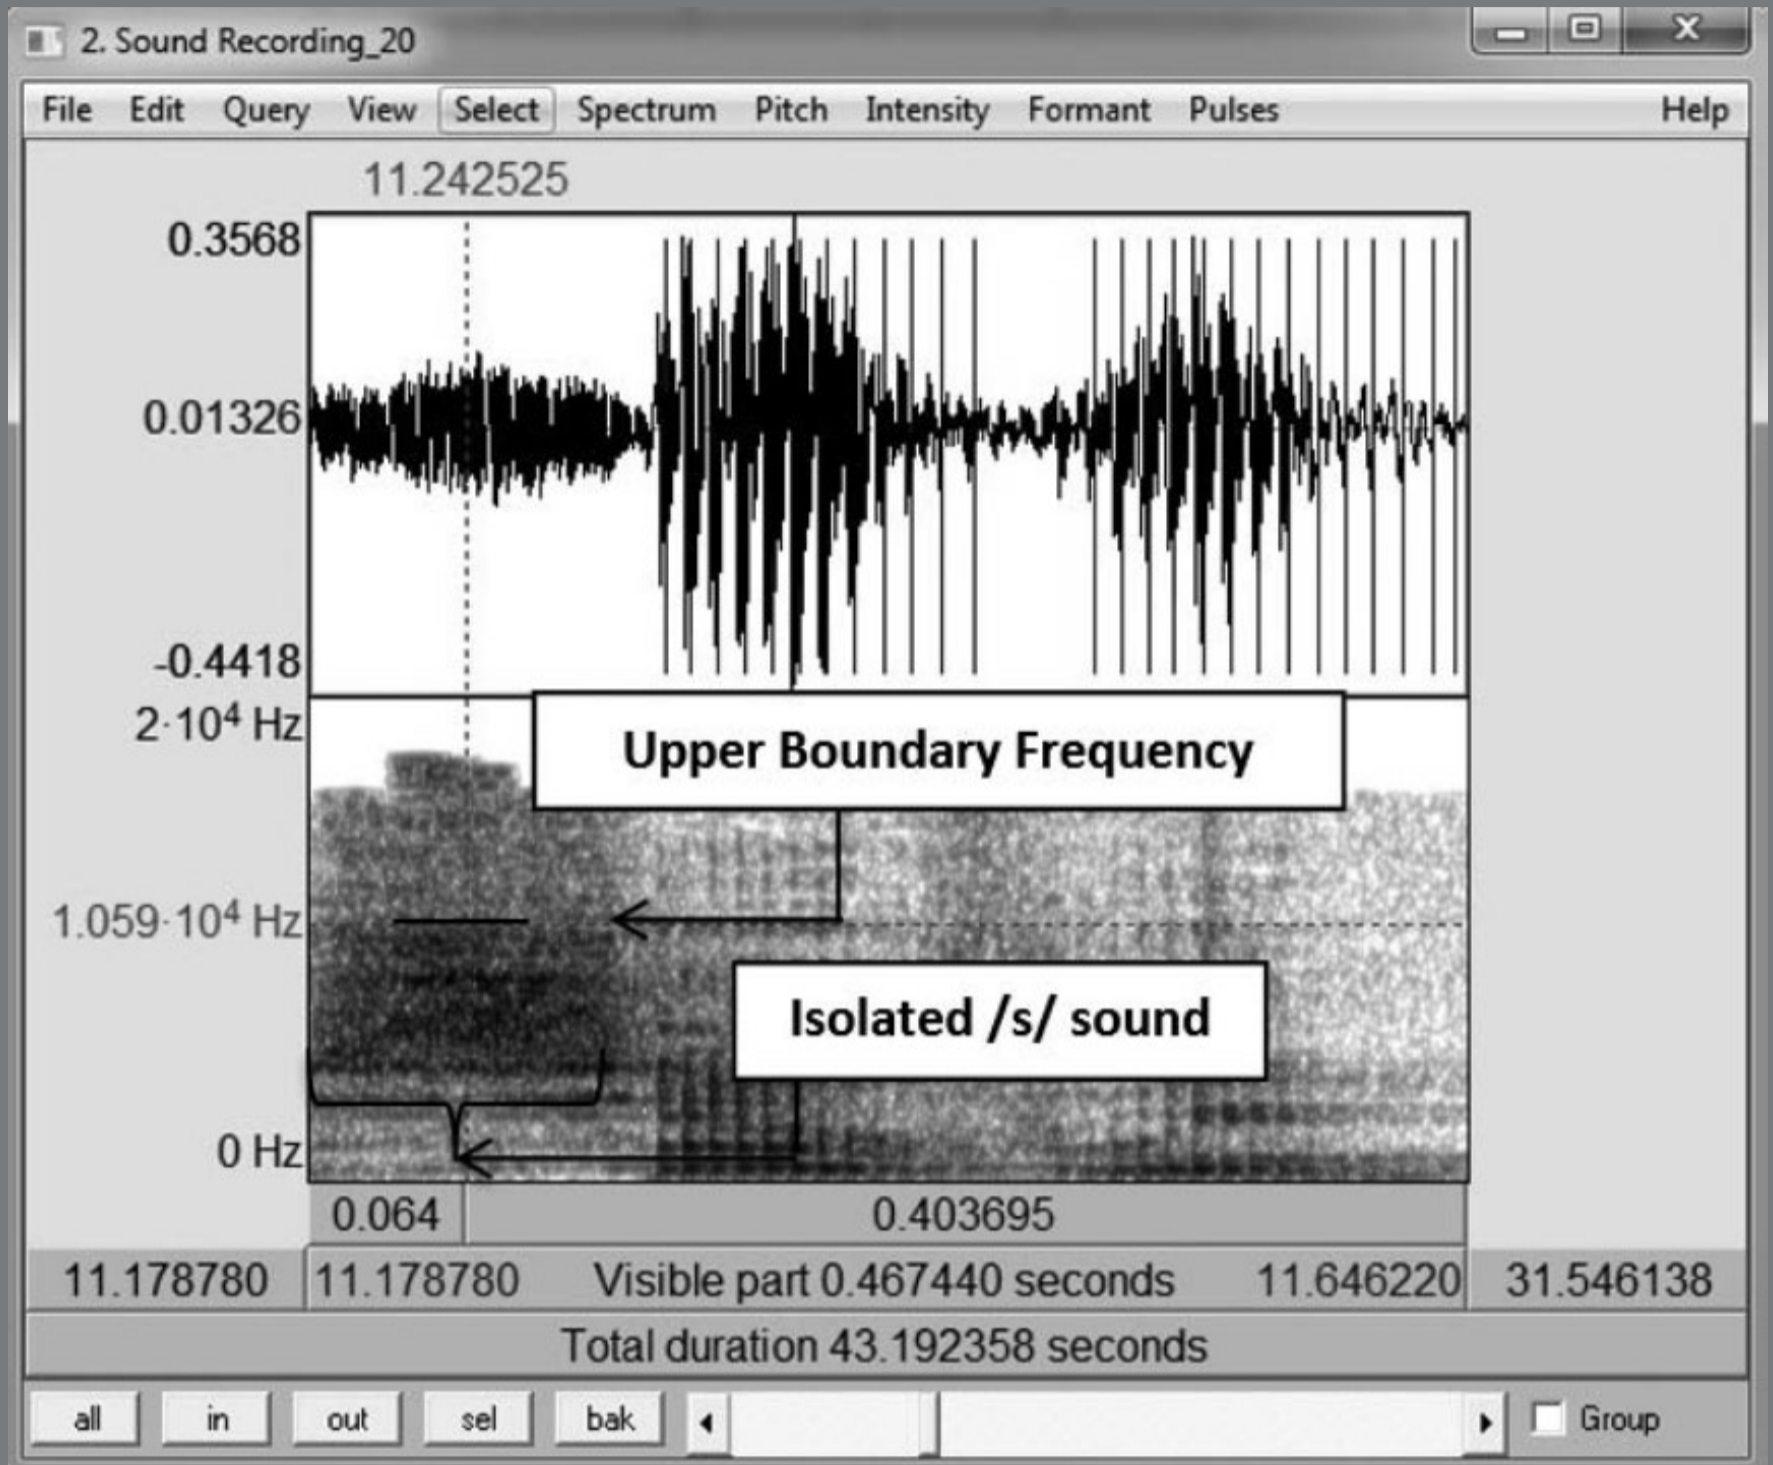 2. Sound Recording_20
File Edit Query View Select Spectrum Pitch Intensity Formant Pulses Help
11.242525
0.3568
0.01326
-0.4418
2·10⁴ Hz
Upper Boundary Frequency
1.059·10⁴ Hz
Isolated /s/ sound
0 Hz
0.064 0.403695
11.178780 11.178780 Visible part 0.467440 seconds 11.646220 31.546138
Total duration 43.192358 seconds
all in out sel bak Group